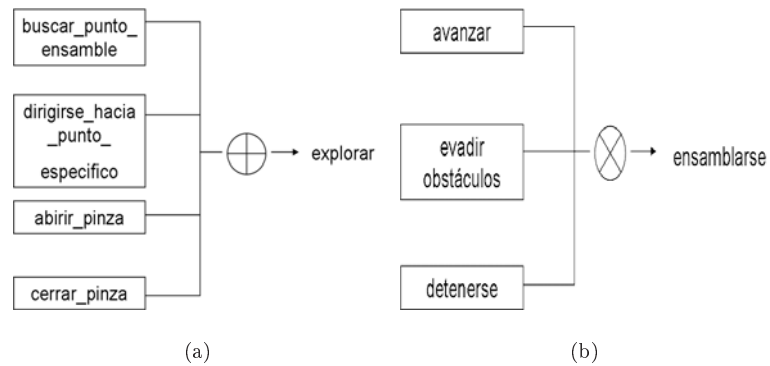 buscar_punto_
ensamble
dirigirse_hacia
_punto_
especifico
abirir_pinza
cerrar_pinza
explorar
(a)
avanzar
evadir
obstáculos
detenerse
ensamblarse
(b)